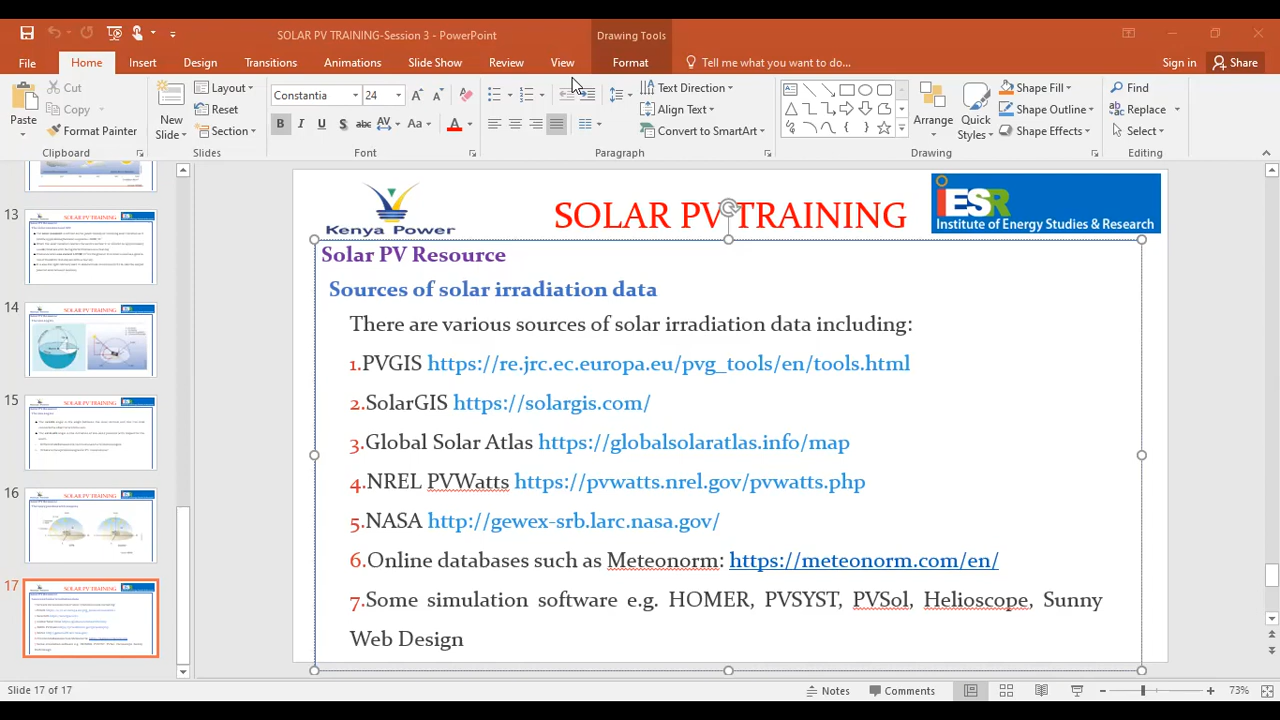 SOLAR PV TRAINING-Session 3 - PowerPoint
Drawing Tools
File Home Insert Design Transitions Animations Slide Show Review View Format Tell me what you want to do... Sign in Share
Paste
Cut
Copy
Format Painter
Clipboard
New Slide
Layout
Reset
Section
Slides
Constantia 24
B I U S abc AV Aa A
Font
Text Direction
Align Text
Convert to SmartArt
Paragraph
Arrange
Quick Styles
Shape Fill
Shape Outline
Shape Effects
Drawing
Find
Replace
Select
Editing
13
14
15
16
17
Kenya Power
SOLAR PV TRAINING
iESR
Institute of Energy Studies & Research
Solar PV Resource
Sources of solar irradiation data
There are various sources of solar irradiation data including:
1.PVGIS https://re.jrc.ec.europa.eu/pvg_tools/en/tools.html
2.SolarGIS https://solargis.com/
3.Global Solar Atlas https://globalsolaratlas.info/map
4.NREL PVWatts https://pvwatts.nrel.gov/pvwatts.php
5.NASA http://gewex-srb.larc.nasa.gov/
6.Online databases such as Meteonorm: https://meteonorm.com/en/
7.Some simulation software e.g. HOMER, PVSYST, PVSol, Helioscope, Sunny
Web Design
Slide 17 of 17
Notes
Comments
73%